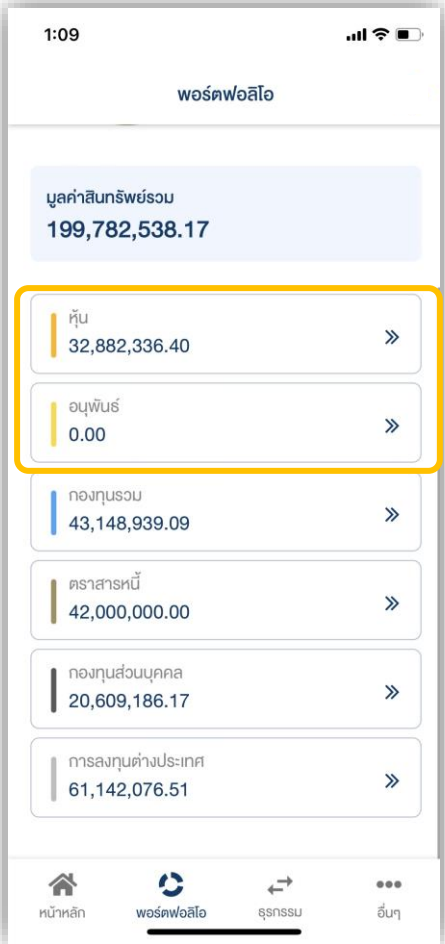 1:09
พอร์ตฟอลิโอ
มูลค่าสินทรัพย์รวม
199,782,538.17
หุ้น
32,882,336.40
อนุพันธ์
0.00
กองทุนรวม
43,148,939.09
ตราสารหนี้
42,000,000.00
กองทุนส่วนบุคคล
20,609,186.17
การลงทุนต่างประเทศ
61,142,076.51
หน้าหลัก พอร์ตฟอลิโอ ธุรกรรม อื่นๆ